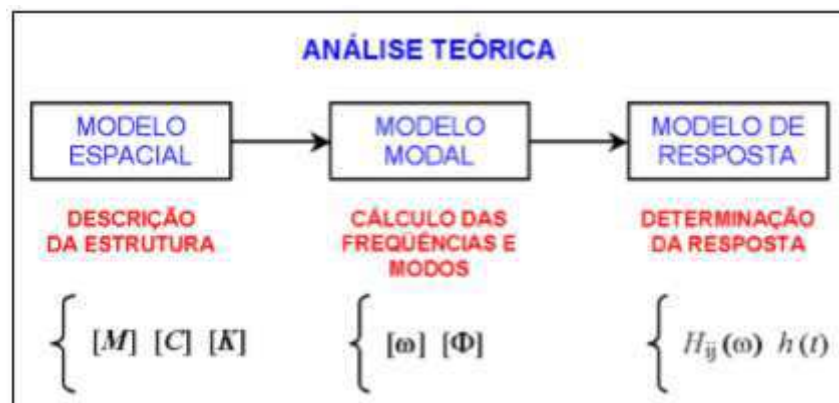 ANÁLISE TEÓRICA
MODELO
ESPACIAL
MODELO
MODAL
MODELO DE
RESPOSTA
DESCRIÇÃO
DA ESTRUTURA
CÁLCULO DAS
FREQÜÊNCIAS E
MODOS
DETERMINAÇÃO
DA RESPOSTA
[M] [C] [K]
[ω] [Φ]
H_ij(ω) h(t)